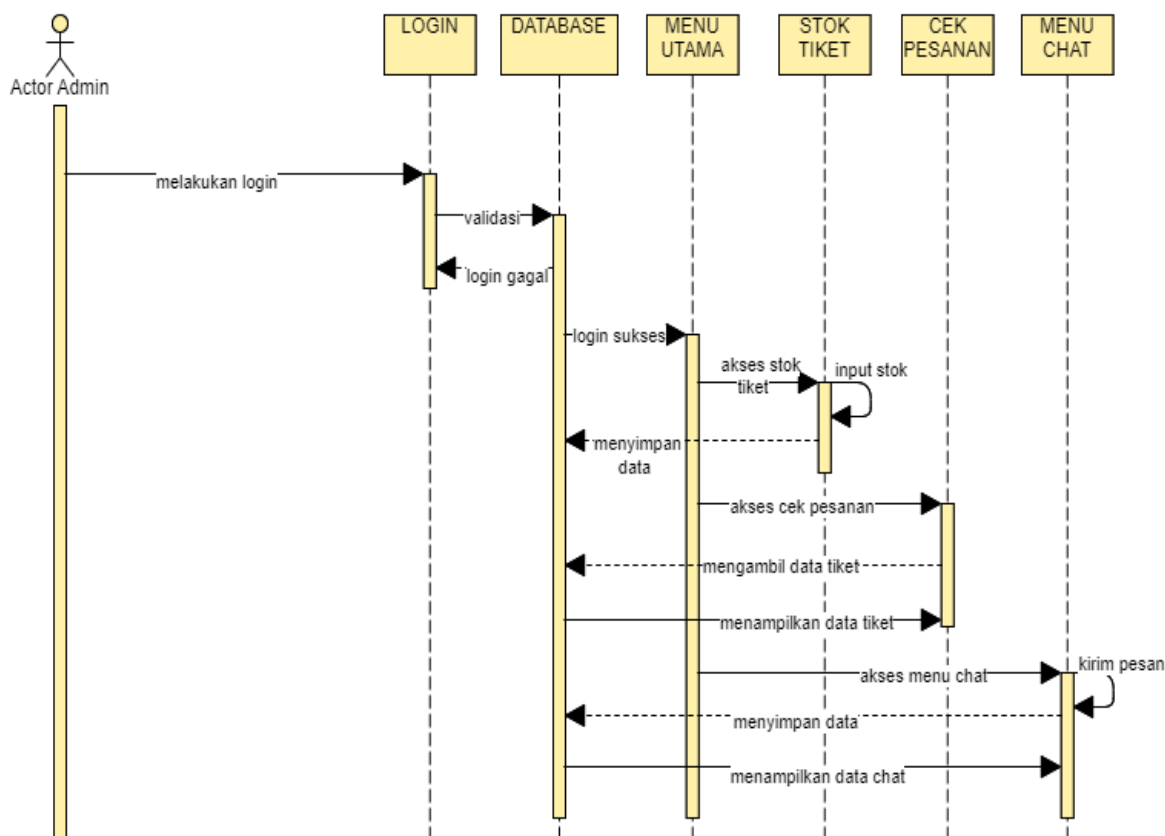 LOGIN
DATABASE
MENU
UTAMA
STOK
TIKET
CEK
PESANAN
MENU
CHAT
Actor Admin
melakukan login
validasi
login gagal
login sukses
akses stok
tiket
input stok
menyimpan
data
akses cek pesanan
mengambil data tiket
menampilkan data tiket
akses menu chat
kirim pesan
menyimpan data
menampilkan data chat